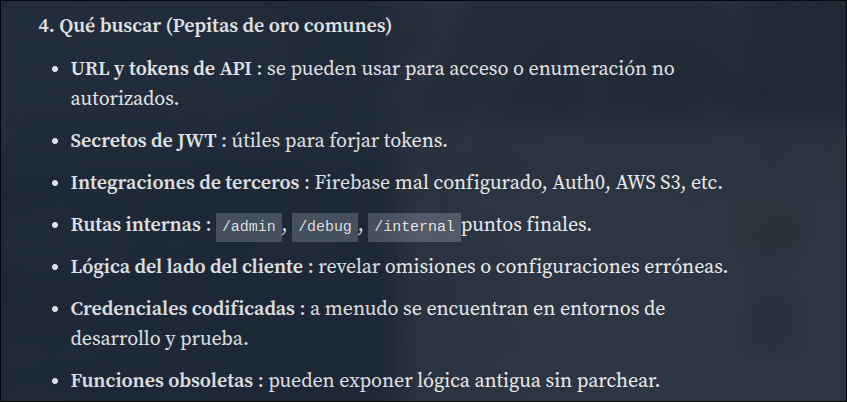 4. Qué buscar (Pepitas de oro comunes)
• URL y tokens de API : se pueden usar para acceso o enumeración no
autorizados.
• Secretos de JWT : útiles para forjar tokens.
• Integraciones de terceros : Firebase mal configurado, Auth0, AWS S3, etc.
• Rutas internas : /admin, /debug, /internal puntos finales.
• Lógica del lado del cliente : revelar omisiones o configuraciones erróneas.
• Credenciales codificadas : a menudo se encuentran en entornos de
desarrollo y prueba.
• Funciones obsoletas : pueden exponer lógica antigua sin parchear.